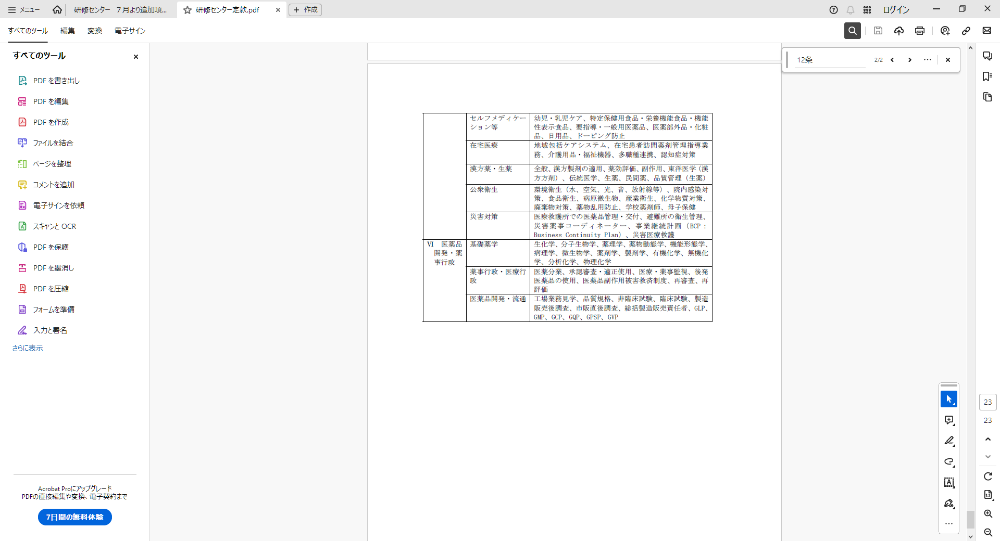 メニュー
研修センター　７月より追加項...
研修センター定款.pdf
作成
ログイン
すべてのツール
編集
変換
電子サイン
すべてのツール
PDF を書き出し
PDF を編集
PDF を作成
ファイルを結合
ページを整理
コメントを追加
電子サインを依頼
スキャンと OCR
PDF を保護
PDF を墨消し
PDF を圧縮
フォームを準備
入力と署名
さらに表示
Acrobat Proにアップグレード
PDFの直接編集や変換、電子契約まで
7日間の無料体験
12条
2/2
セルフメディケー
ション等
幼児・乳児ケア、特定保健用食品・栄養機能食品・機能
性表示食品、要指導・一般用医薬品、医薬部外品・化粧
品、日用品、ドーピング防止
在宅医療
地域包括ケアシステム、在宅患者訪問薬剤管理指導業
務、介護用品・福祉機器、多職種連携、認知症対策
漢方薬・生薬
全般、漢方製剤の適用、薬効評価、副作用、東洋医学（漢
方方剤）、伝統医学、生薬、民間薬、品質管理（生薬）
公衆衛生
環境衛生（水、空気、光、音、放射線等）、院内感染対
策、食品衛生、病原微生物、産業衛生、化学物質対策、
廃棄物対策、薬物乱用防止、学校薬剤師、母子保健
災害対策
医療救護所での医薬品管理・交付、避難所の衛生管理、
災害薬事コーディネーター、事業継続計画（BCP：
Business Continuity Plan）、災害医療救護
Ⅵ　医薬品
開発・薬
事行政
基礎薬学
生化学、分子生物学、薬理学、薬物動態学、機能形態学、
病理学、微生物学、薬剤学、製剤学、有機化学、無機化
学、分析化学、物理化学
薬事行政・医療行
政
医薬分業、承認審査・適正使用、医療・薬事監視、後発
医薬品の使用、医薬品副作用被害救済制度、再審査、再
評価
医薬品開発・流通
工場業務見学、品質規格、非臨床試験、臨床試験、製造
販売後調査、市販直後調査、総括製造販売責任者、GLP、
GMP、GCP、GQP、GPSP、GVP
23
23